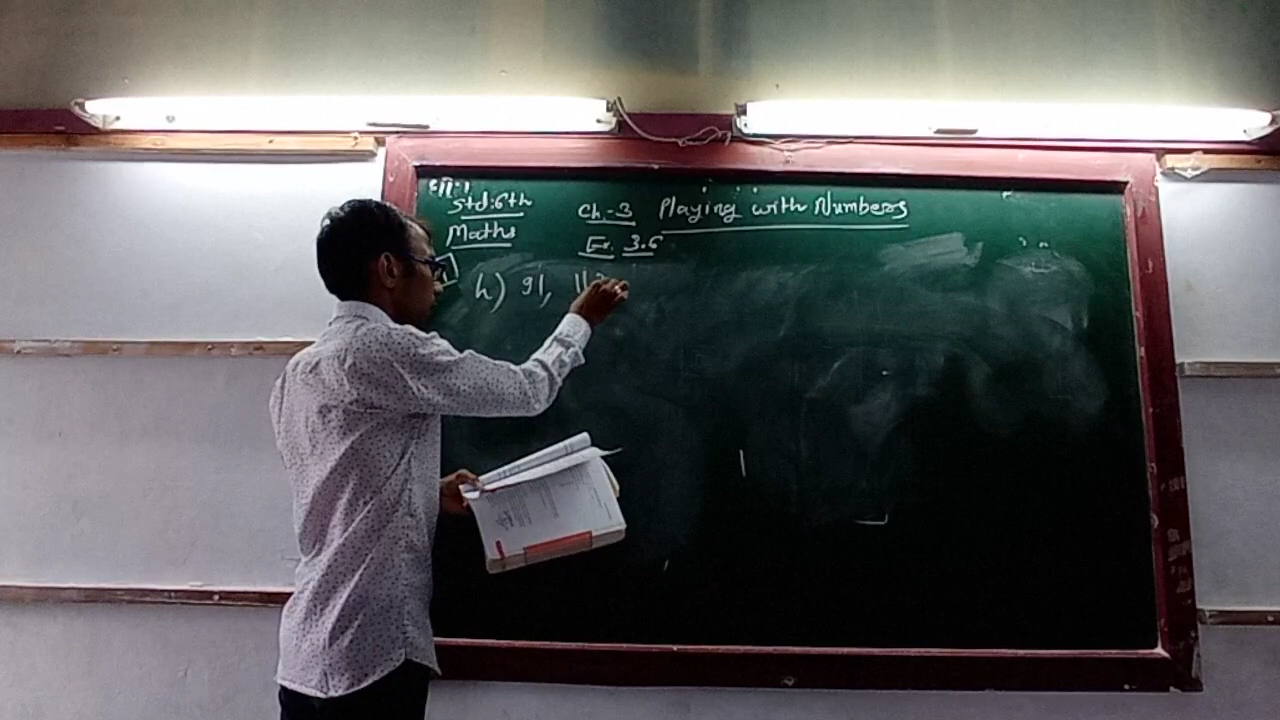 Std:6th
Ch.-3 Playing with Numbers
Maths
Ex. 3.6
h) 91, 112